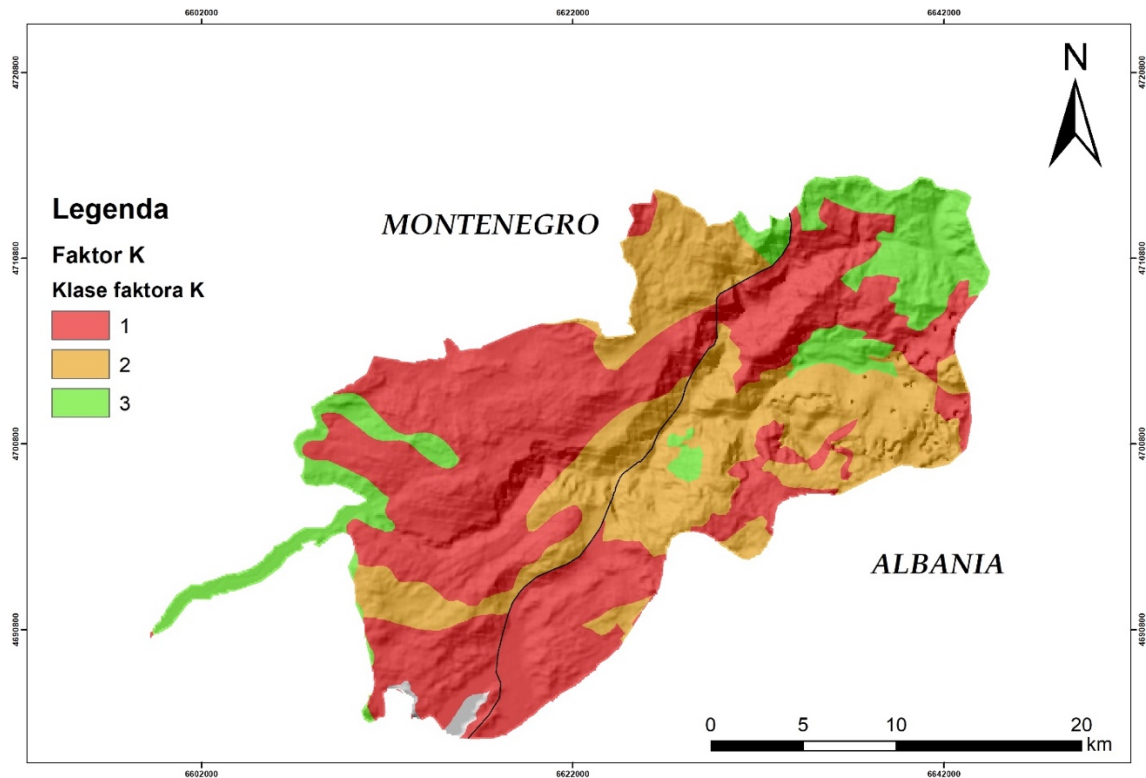 6602000 6622000 6642000
4720800 4720800
N
Legenda
Faktor K
Klase faktora K
1
2
3
MONTENEGRO
4710800 4710800
4700800 4700800
ALBANIA
4690800 4690800
0 5 10 20
km
6602000 6622000 6642000